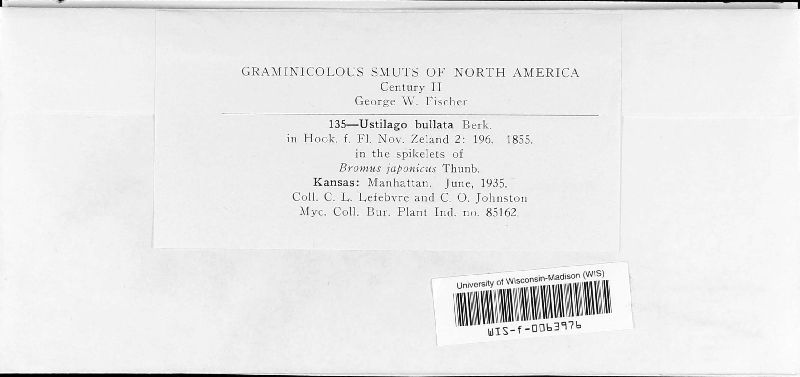 GRAMINICOLOUS SMUTS OF NORTH AMERICA
Century II
George W. Fischer
135—Ustilago bullata Berk.
in Hook. f. Fl. Nov. Zeland 2: 196. 1855.
in the spikelets of
Bromus japonicus Thunb.
Kansas: Manhattan. June, 1935.
Coll. C. L. Lefebvre and C. O. Johnston
Myc. Coll. Bur. Plant Ind. no. 85162.
University of Wisconsin-Madison (WIS)
WIS-f-0063976